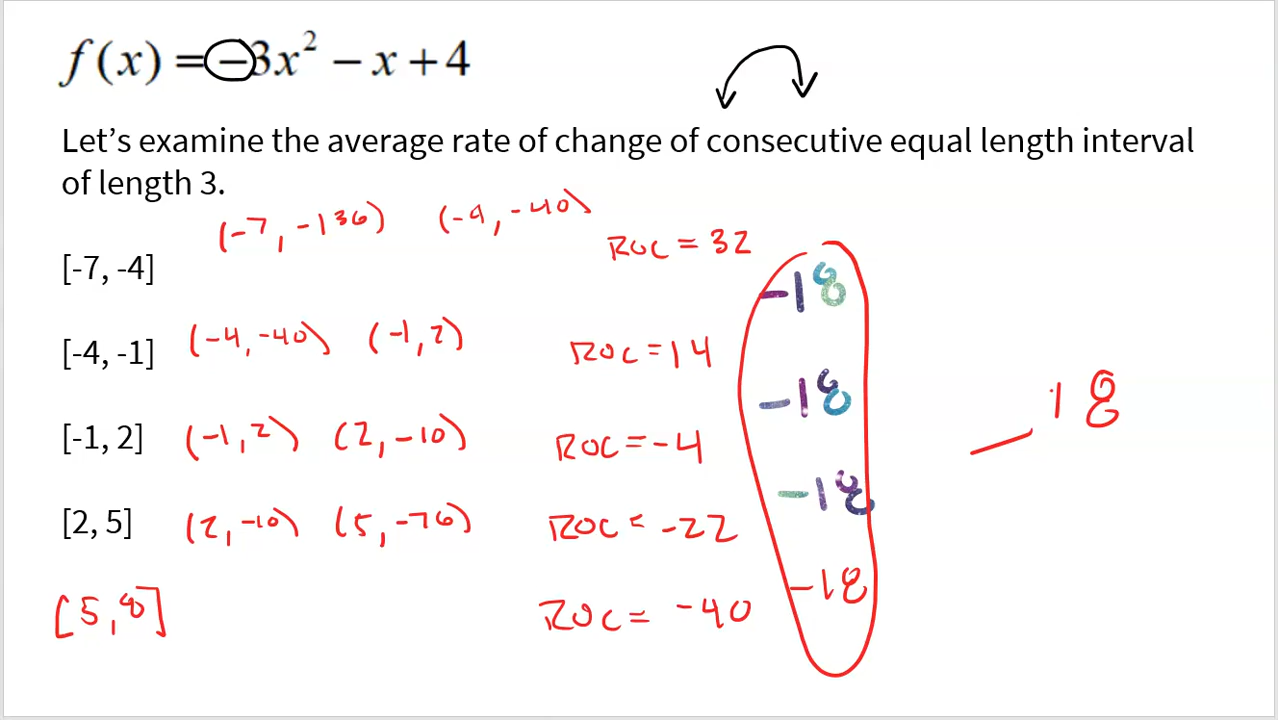 f(x) = −3x² − x + 4
Let's examine the average rate of change of consecutive equal length interval
of length 3.
(-7, -136) (-4, -40)
ROC = 32
[-7, -4]
-18
[-4, -1] (-4, -40) (-1, 2) ROC = 14
-18
-18
[-1, 2] (-1, 2) (2, -10) ROC = -4
-18
[2, 5] (2, -10) (5, -76) ROC = -22
-18
[5, 8] ROC = -40